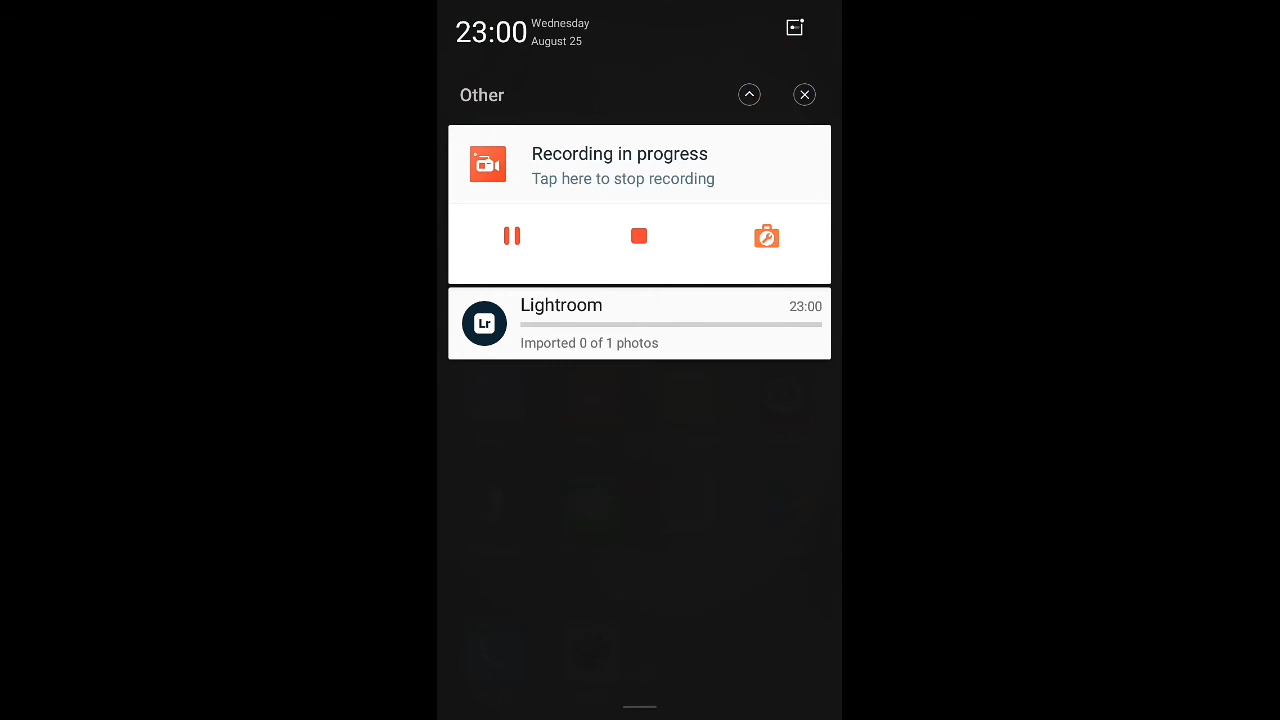 23:00
Wednesday
August 25
Other
Recording in progress
Tap here to stop recording
Lightroom
23:00
Lr
Imported 0 of 1 photos